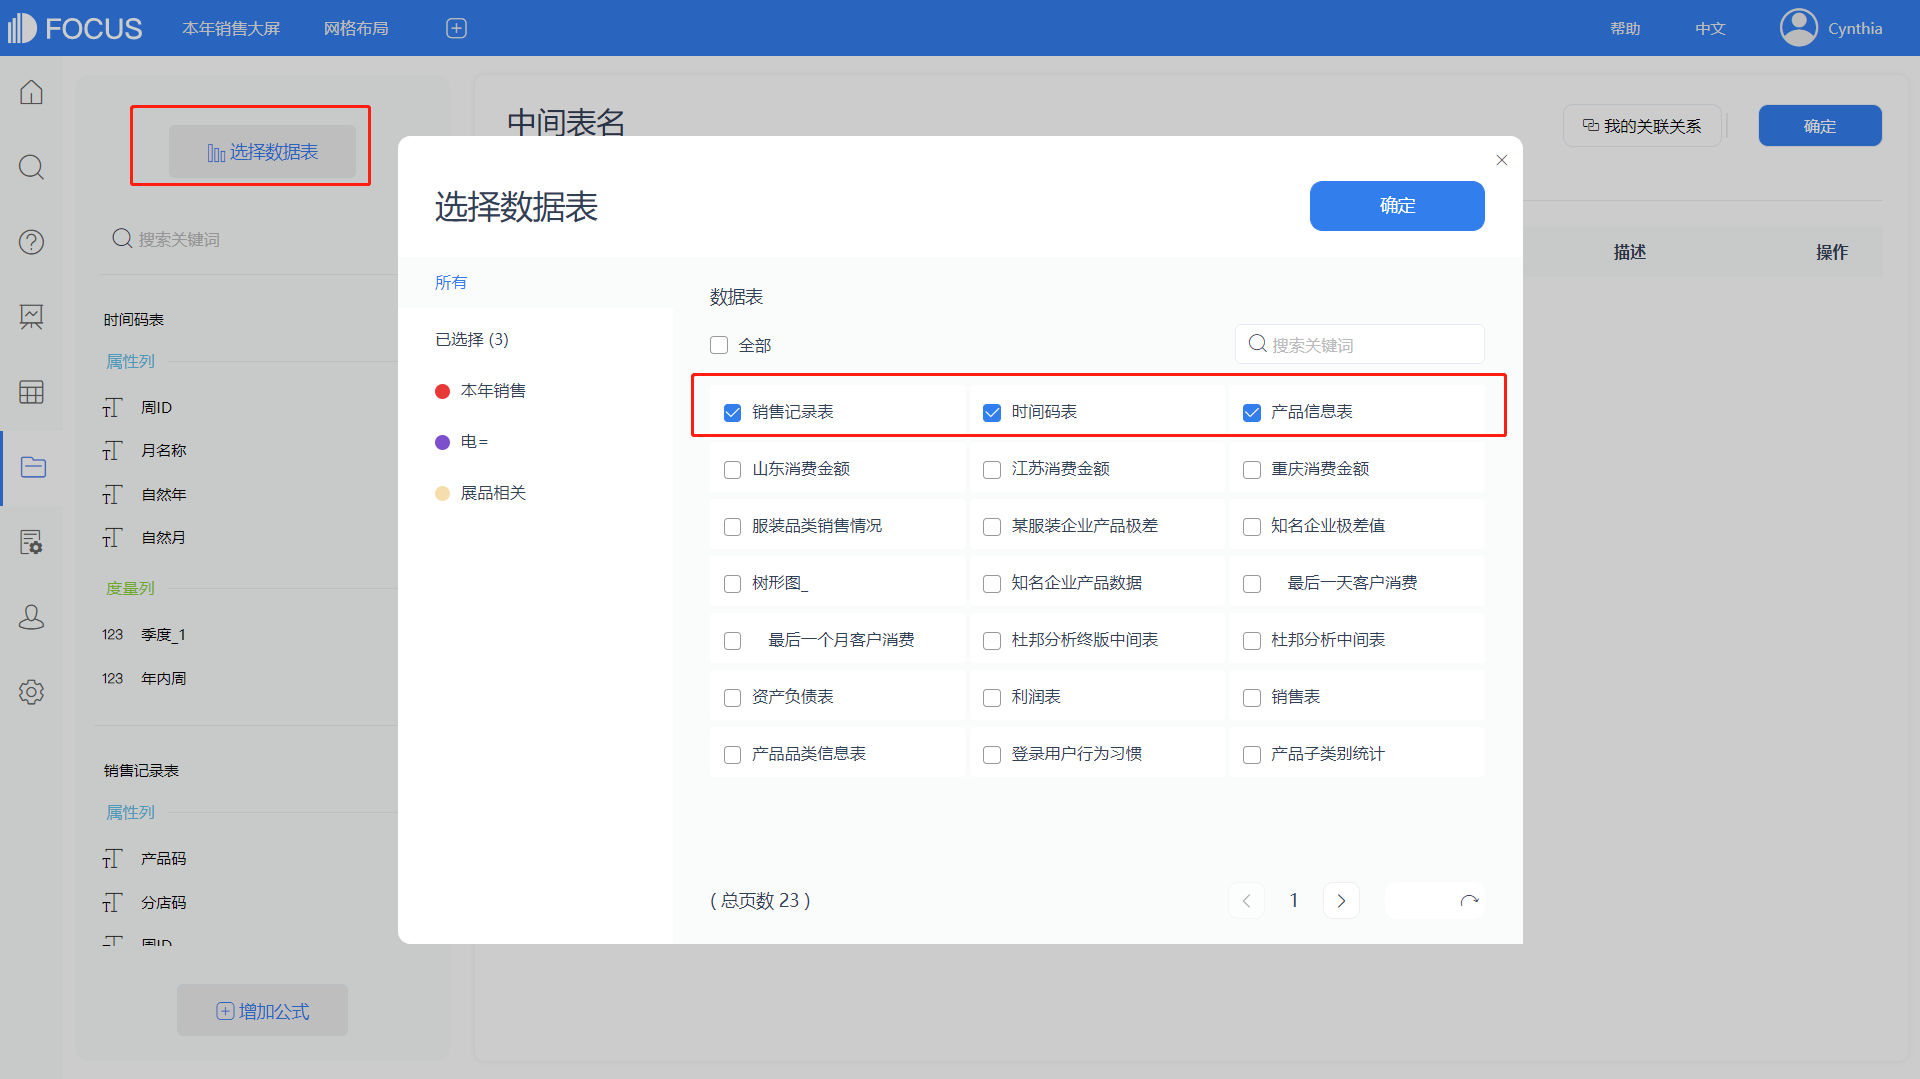 FOCUS
本年销售大屏
网格布局
帮助
中文
Cynthia
选择数据表
搜索关键词
时间码表
属性列
周ID
月名称
自然年
自然月
度量列
123 季度_1
123 年内周
销售记录表
属性列
产品码
分店码
周ID
增加公式
中间表名
我的关联关系
确定
描述
操作
选择数据表
确定
所有
已选择 (3)
本年销售
电=
展品相关
数据表
全部
搜索关键词
销售记录表
时间码表
产品信息表
山东消费金额
江苏消费金额
重庆消费金额
服装品类销售情况
某服装企业产品极差
知名企业极差值
树形图_
知名企业产品数据
最后一天客户消费
最后一个月客户消费
杜邦分析终版中间表
杜邦分析中间表
资产负债表
利润表
销售表
产品品类信息表
登录用户行为习惯
产品子类别统计
( 总页数 23 )
1